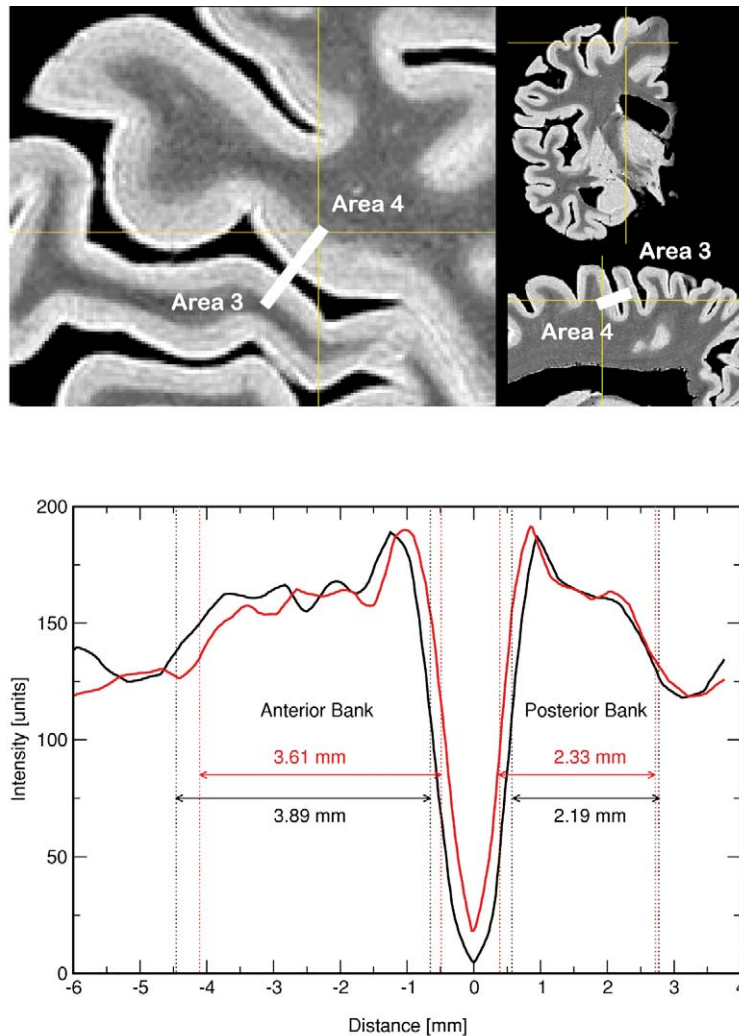 Area 4
Area 3
Area 3
Area 4
200
150
100
50
0
Intensity [units]
Anterior Bank
Posterior Bank
3.61 mm
2.33 mm
3.89 mm
2.19 mm
-6
-5
-4
-3
-2
-1
0
1
2
3
4
Distance [mm]